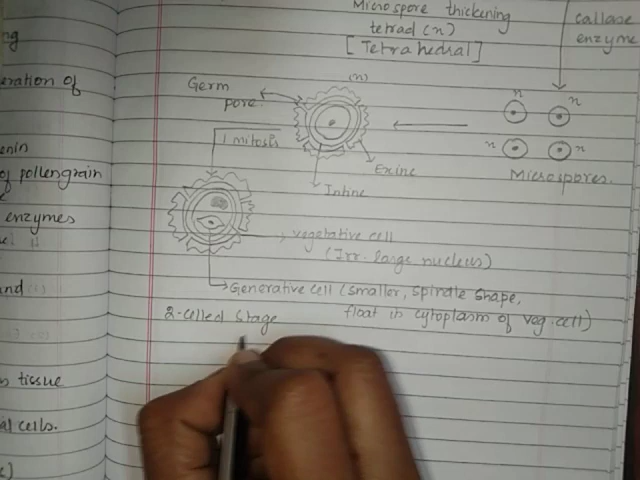 Microspore thickening
tetrad (n)
[Tetrahedral]
callase
enzyme
(n)
Germ
pore
n
n
n
n
1 mitosis
Exine
Intine
Microspores.
vegetative cell
(Irr. large nucleus)
Generative cell (smaller, spindle shape,
float in cytoplasm of veg. cell)
2-celled stage
ng
eration of
enin
of pollengrain
enzymes
and
tissue
al cells.